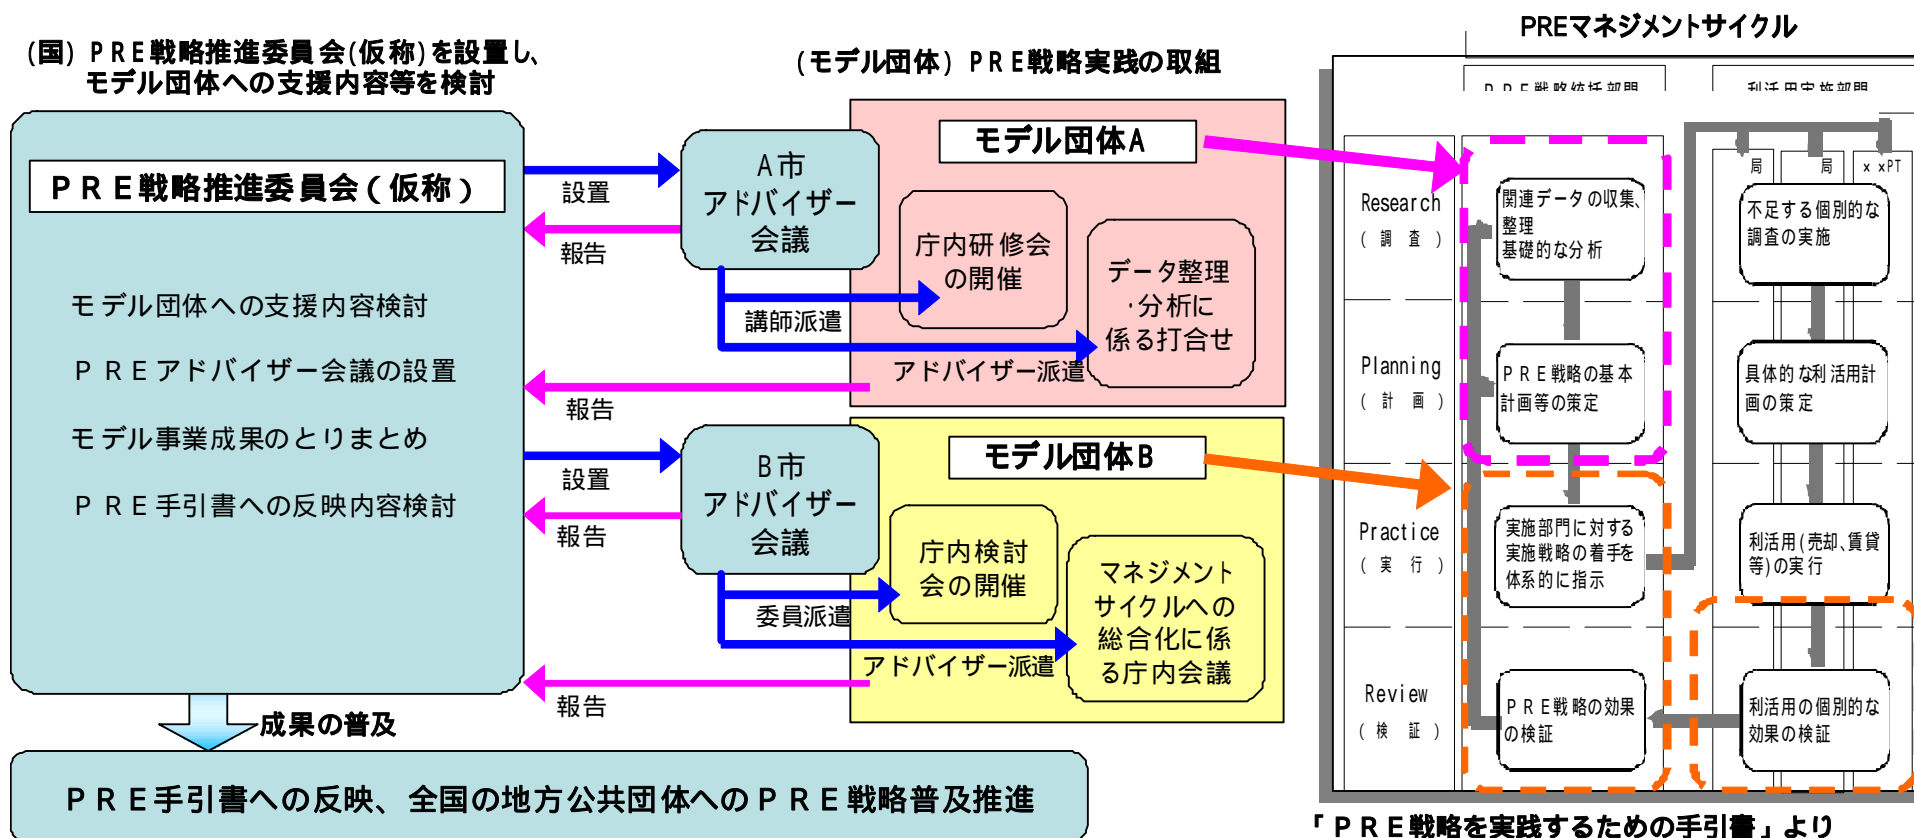 (国) PRE戦略推進委員会(仮称)を設置し、
モデル団体への支援内容等を検討
PRE戦略推進委員会(仮称)
モデル団体への支援内容検討
PREアドバイザー会議の設置
モデル事業成果のとりまとめ
PRE手引書への反映内容検討
成果の普及
PRE手引書への反映、全国の地方公共団体へのPRE戦略普及推進
(モデル団体) PRE戦略実践の取組
設置
報告
A市
アドバイザー
会議
モデル団体A
庁内研修会
の開催
データ整理
・分析に
係る打合せ
講師派遣
アドバイザー派遣
報告
設置
報告
B市
アドバイザー
会議
モデル団体B
庁内検討
会の開催
マネジメント
サイクルへの
総合化に係
る庁内会議
委員派遣
アドバイザー派遣
報告
PREマネジメントサイクル
PRE戦略統括部門
利活用実施部門
局
局
××PT
Research
(調査)
関連データの収集、
整理
基礎的な分析
不足する個別的な
調査の実施
Planning
(計画)
PRE戦略の基本
計画等の策定
具体的な利活用計
画の策定
Practice
(実行)
実施部門に対する
実施戦略の着手を
体系的に指示
利活用(売却、賃貸
等)の実行
Review
(検証)
PRE戦略の効果
の検証
利活用の個別的な
効果の検証
「PRE戦略を実践するための手引書」より